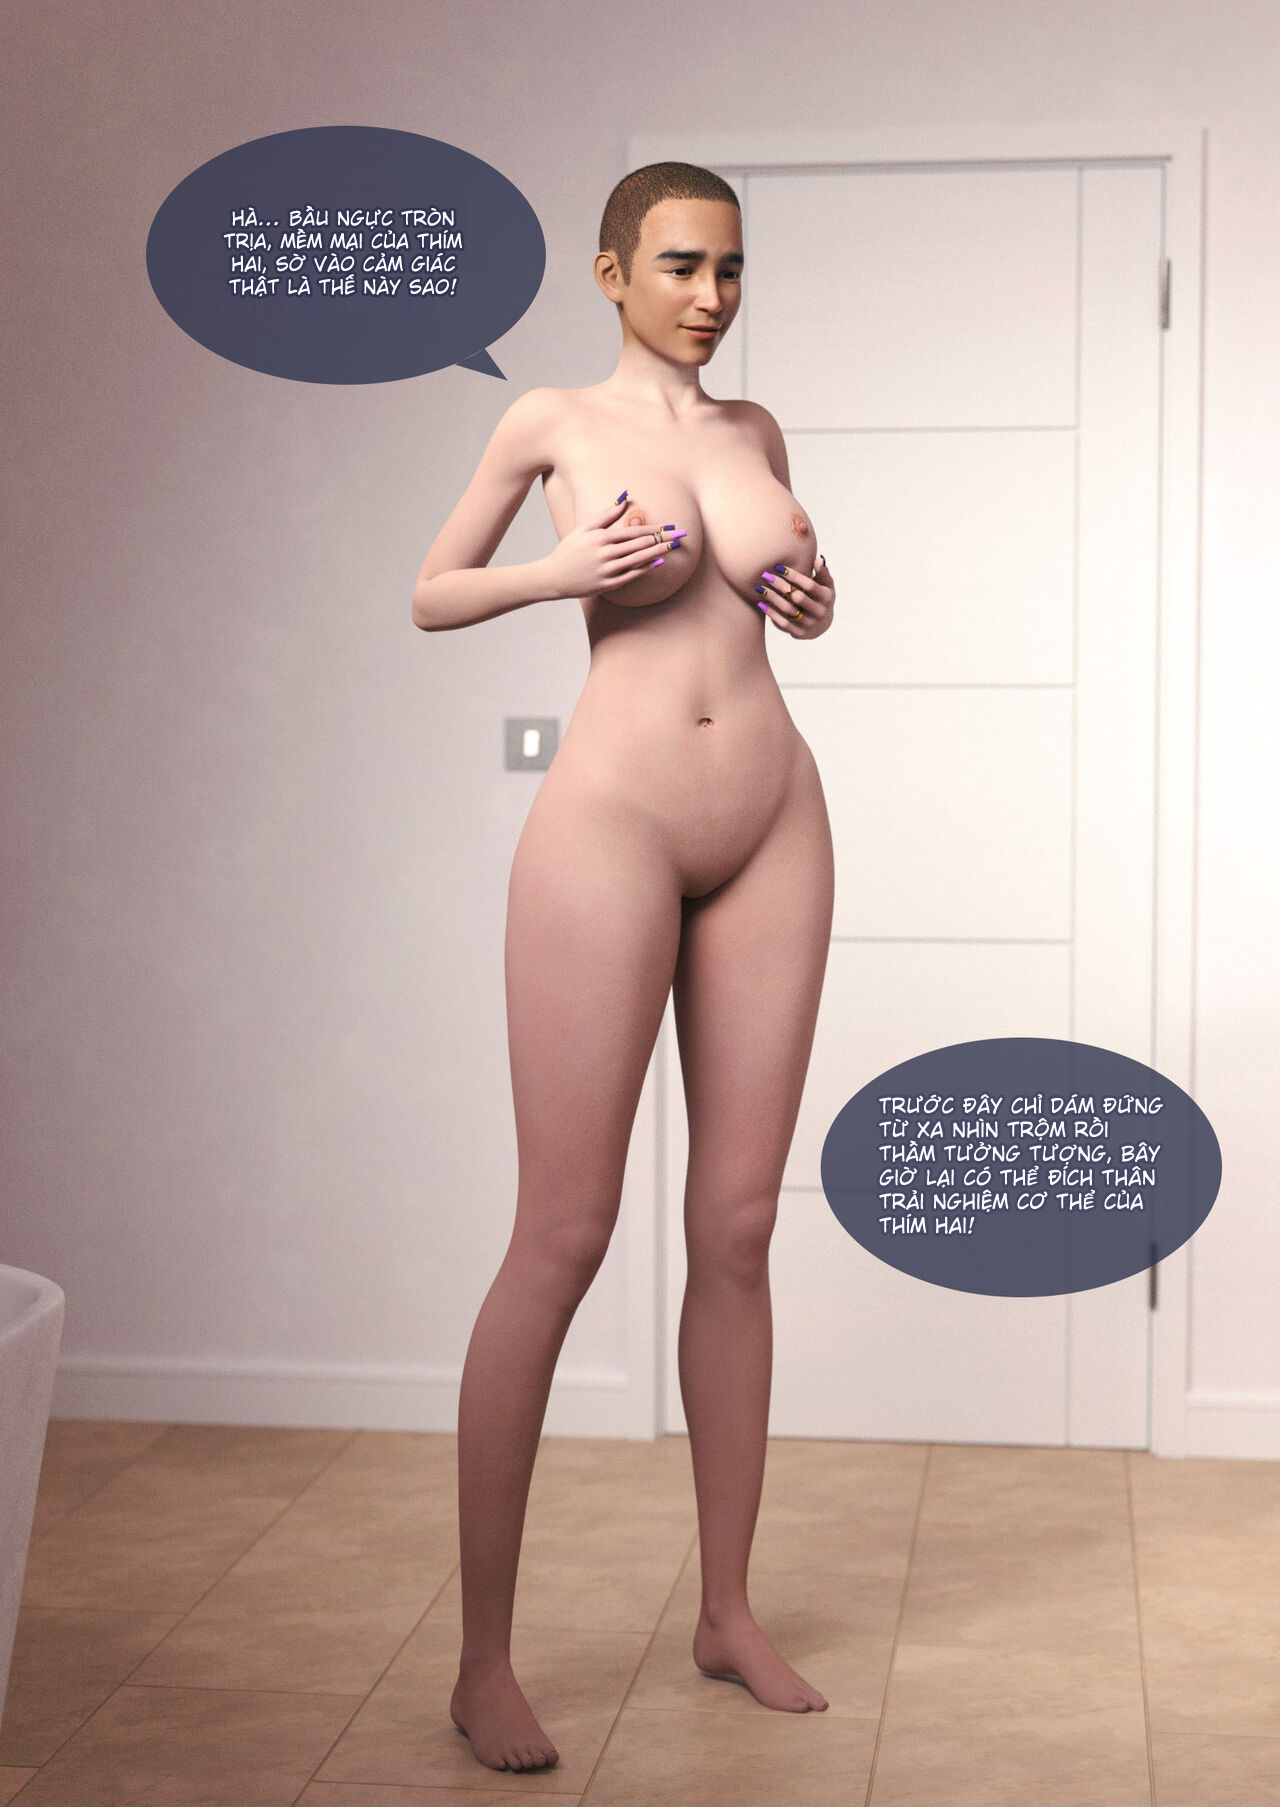 HÀ... BẦU NGỰC TRÒN
TRỊA, MỀM MẠI CỦA THÍM
HAI, SỜ VÀO CẢM GIÁC
THẬT LÀ THẾ NÀY SAO!
TRƯỚC ĐÂY CHỈ DÁM ĐỨNG
TỪ XA NHÌN TRỘM RỒI
THẦM TƯỞNG TƯỢNG, BÂY
GIỜ LẠI CÓ THỂ ĐÍCH THÂN
TRẢI NGHIỆM CƠ THỂ CỦA
THÍM HAI!